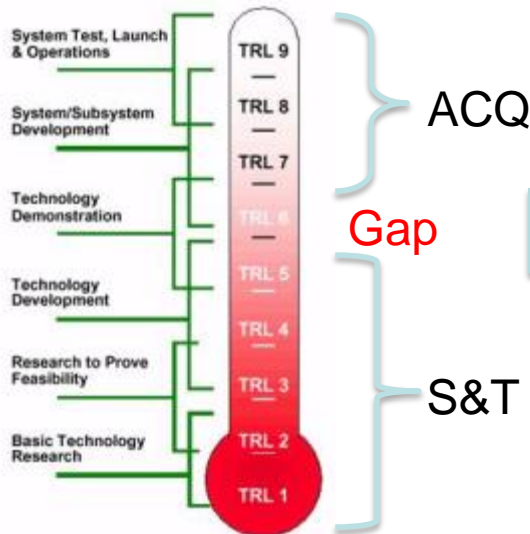 System Test, Launch
& Operations
System/Subsystem
Development
Technology
Demonstration
Technology
Development
Research to Prove
Feasibility
Basic Technology
Research
TRL 9
TRL 8
TRL 7
TRL 6
TRL 5
TRL 4
TRL 3
TRL 2
TRL 1
ACQ
Gap
S&T